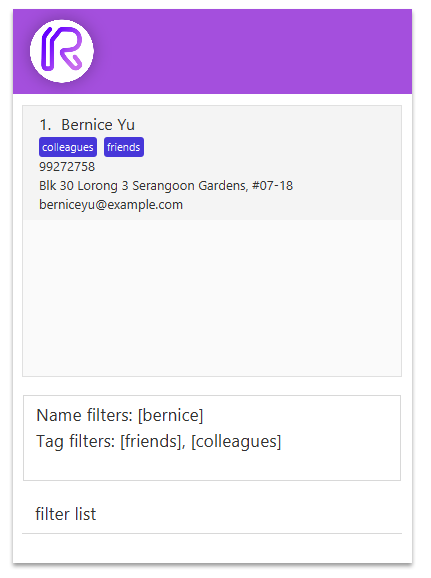 R
1. Bernice Yu
colleagues friends
99272758
Blk 30 Lorong 3 Serangoon Gardens, #07-18
berniceyu@example.com
Name filters: [bernice]
Tag filters: [friends], [colleagues]
filter list